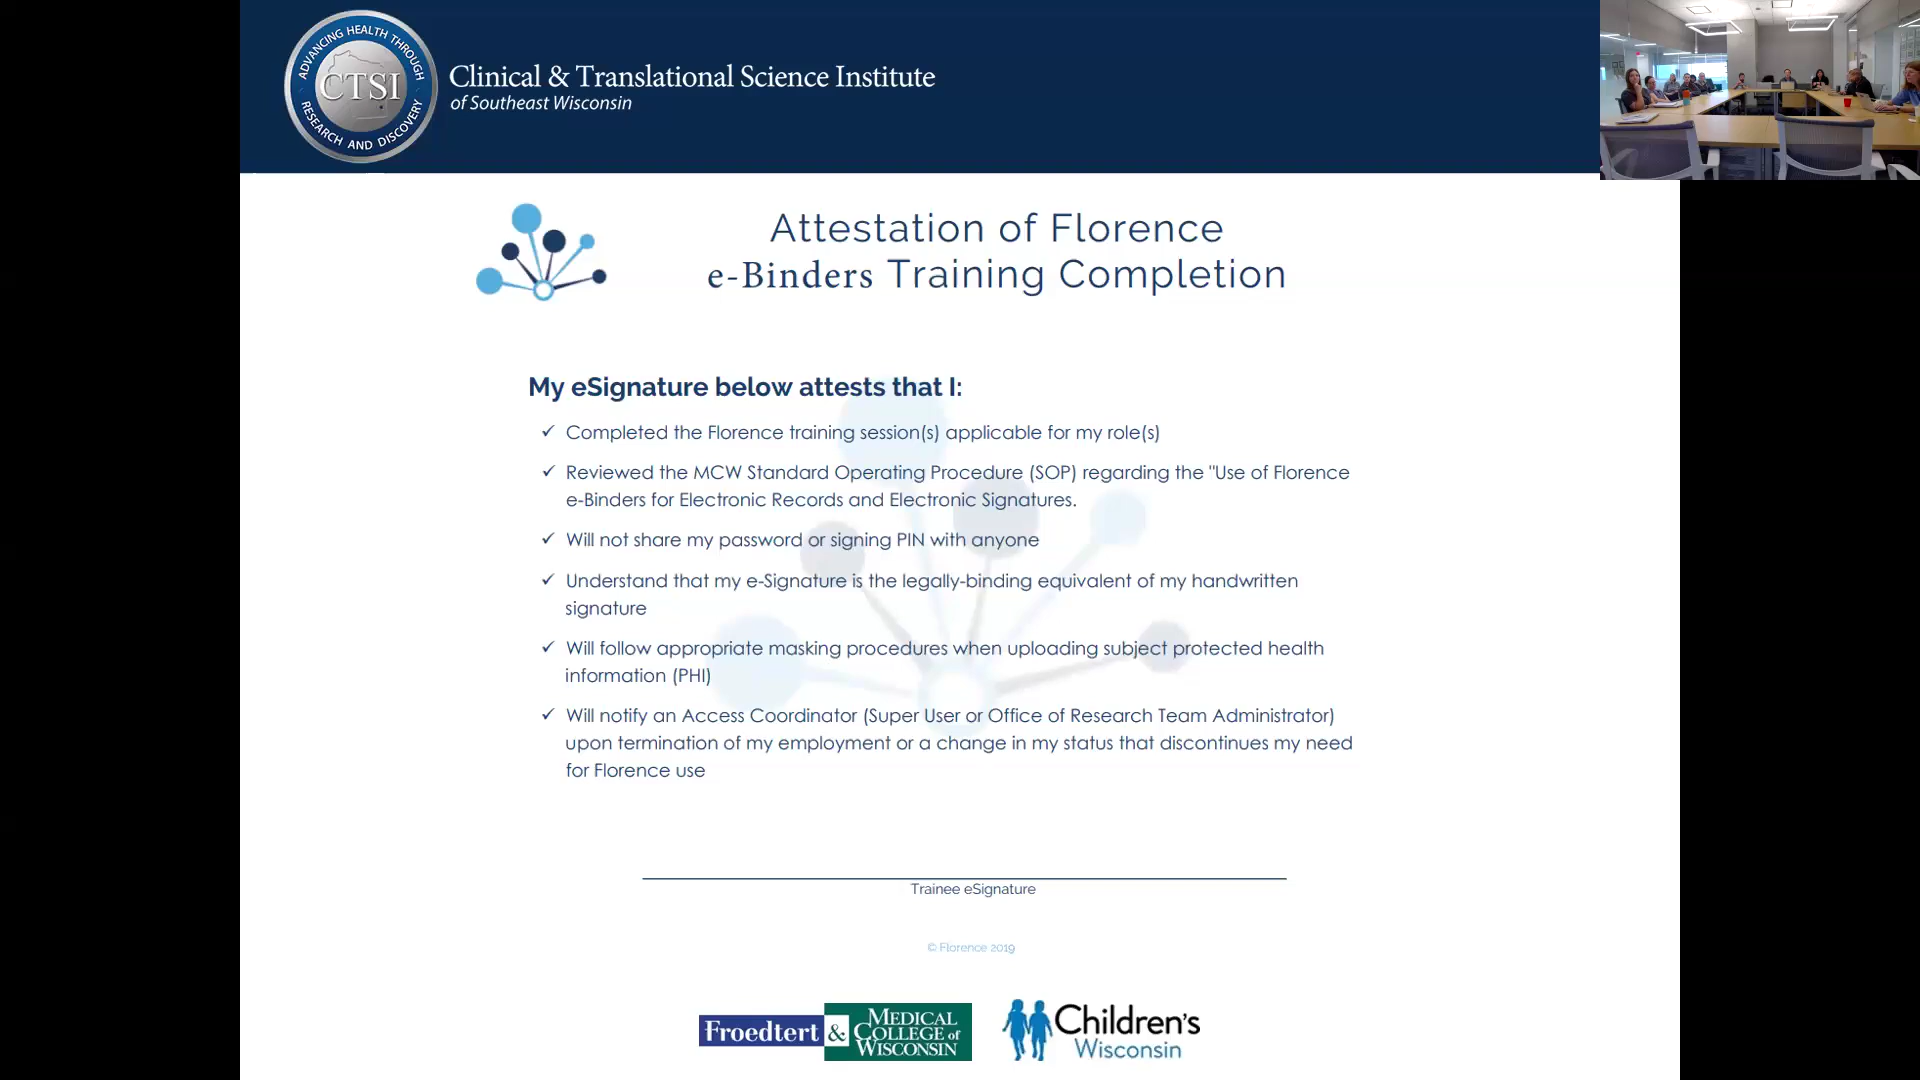 ADVANCING HEALTH THROUGH
CTSI
RESEARCH AND DISCOVERY
Clinical & Translational Science Institute
of Southeast Wisconsin
Attestation of Florence
e-Binders Training Completion
My eSignature below attests that I:
✓ Completed the Florence training session(s) applicable for my role(s)
✓ Reviewed the MCW Standard Operating Procedure (SOP) regarding the "Use of Florence
e-Binders for Electronic Records and Electronic Signatures.
✓ Will not share my password or signing PIN with anyone
✓ Understand that my e-Signature is the legally-binding equivalent of my handwritten
signature
✓ Will follow appropriate masking procedures when uploading subject protected health
information (PHI)
✓ Will notify an Access Coordinator (Super User or Office of Research Team Administrator)
upon termination of my employment or a change in my status that discontinues my need
for Florence use
Trainee eSignature
© Florence 2019
Froedtert & MEDICAL
COLLEGE of
WISCONSIN
Children's
Wisconsin